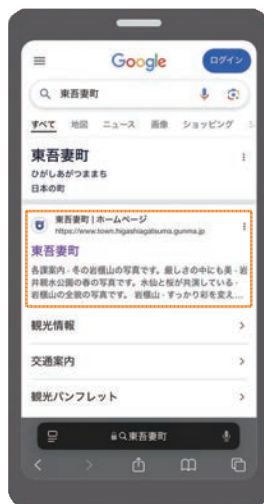 Google
ログイン
東吾妻町
すべて 地図 ニュース 画像 ショッピング
東吾妻町
ひがしあがつままち
日本の町
東吾妻町 | ホームページ
https://www.town.higashiagatsuma.gunma.jp
東吾妻町
各課案内 · 冬の岩櫃山の写真です。厳しさの中にも美 · 岩
井親水公園の春の写真です。水仙と桜が共演している ·
岩櫃山の全貌の写真です。 岩櫃山 · すっかり彩を変え...
観光情報
交通案内
観光パンフレット
東吾妻町